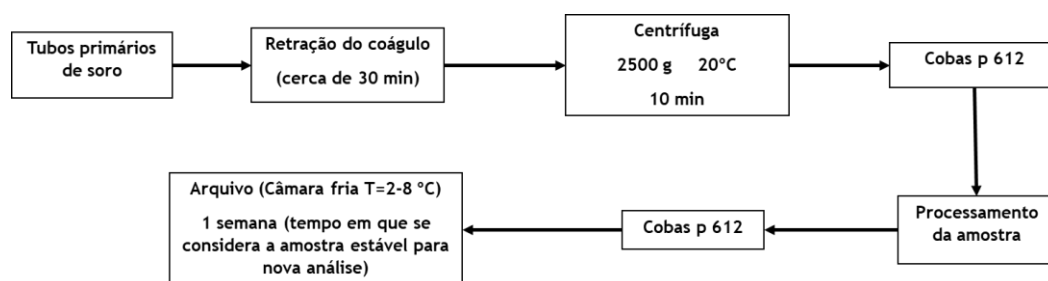 Tubos primários
de soro
Retração do coágulo
(cerca de 30 min)
Centrífuga
2500 g 20°C
10 min
Cobas p 612
Processamento
da amostra
Cobas p 612
Arquivo (Câmara fria T=2-8 °C)
1 semana (tempo em que se
considera a amostra estável para
nova análise)